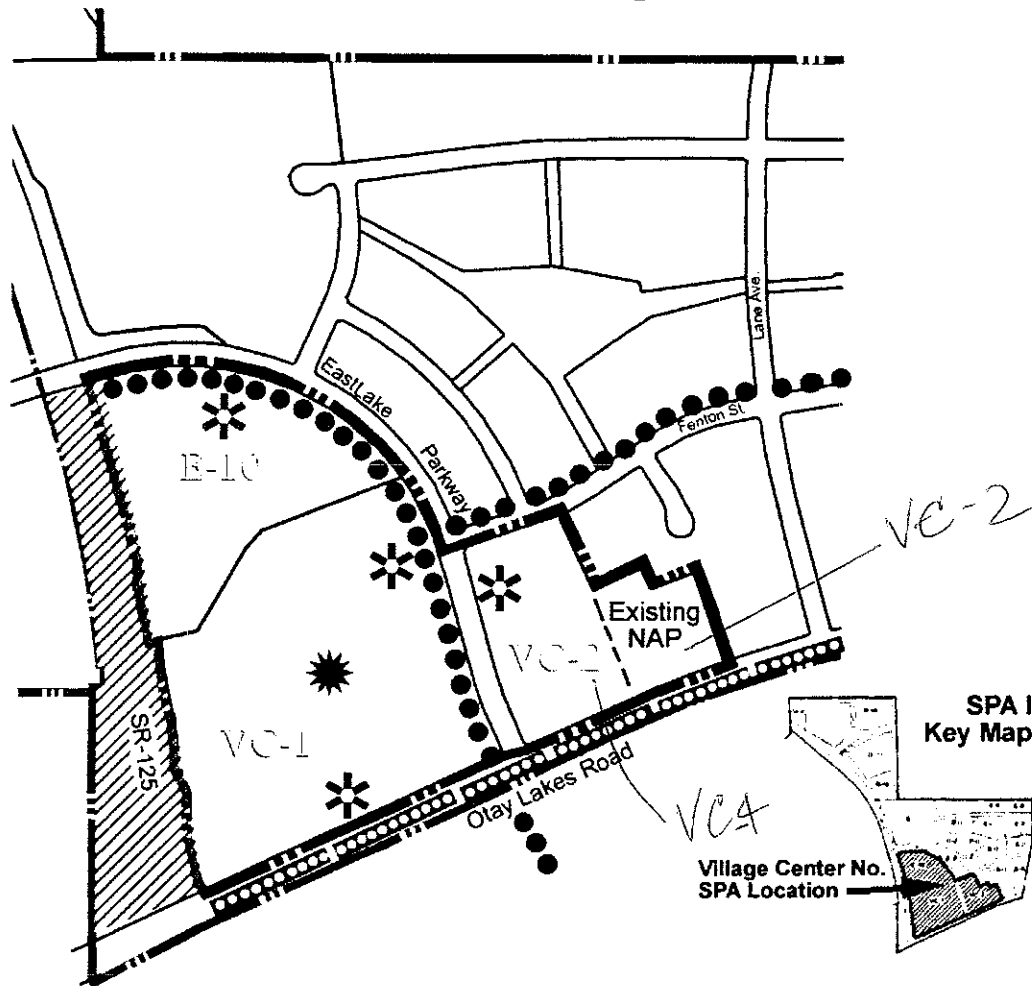 Lane Ave.
EastLake
Parkway
Fenton St.
E-10
VC-2
Existing
NAP
VC-2
SR-125
VC-1
Otay Lakes Road
VC4
SPA I
Key Map
Village Center No.
SPA Location